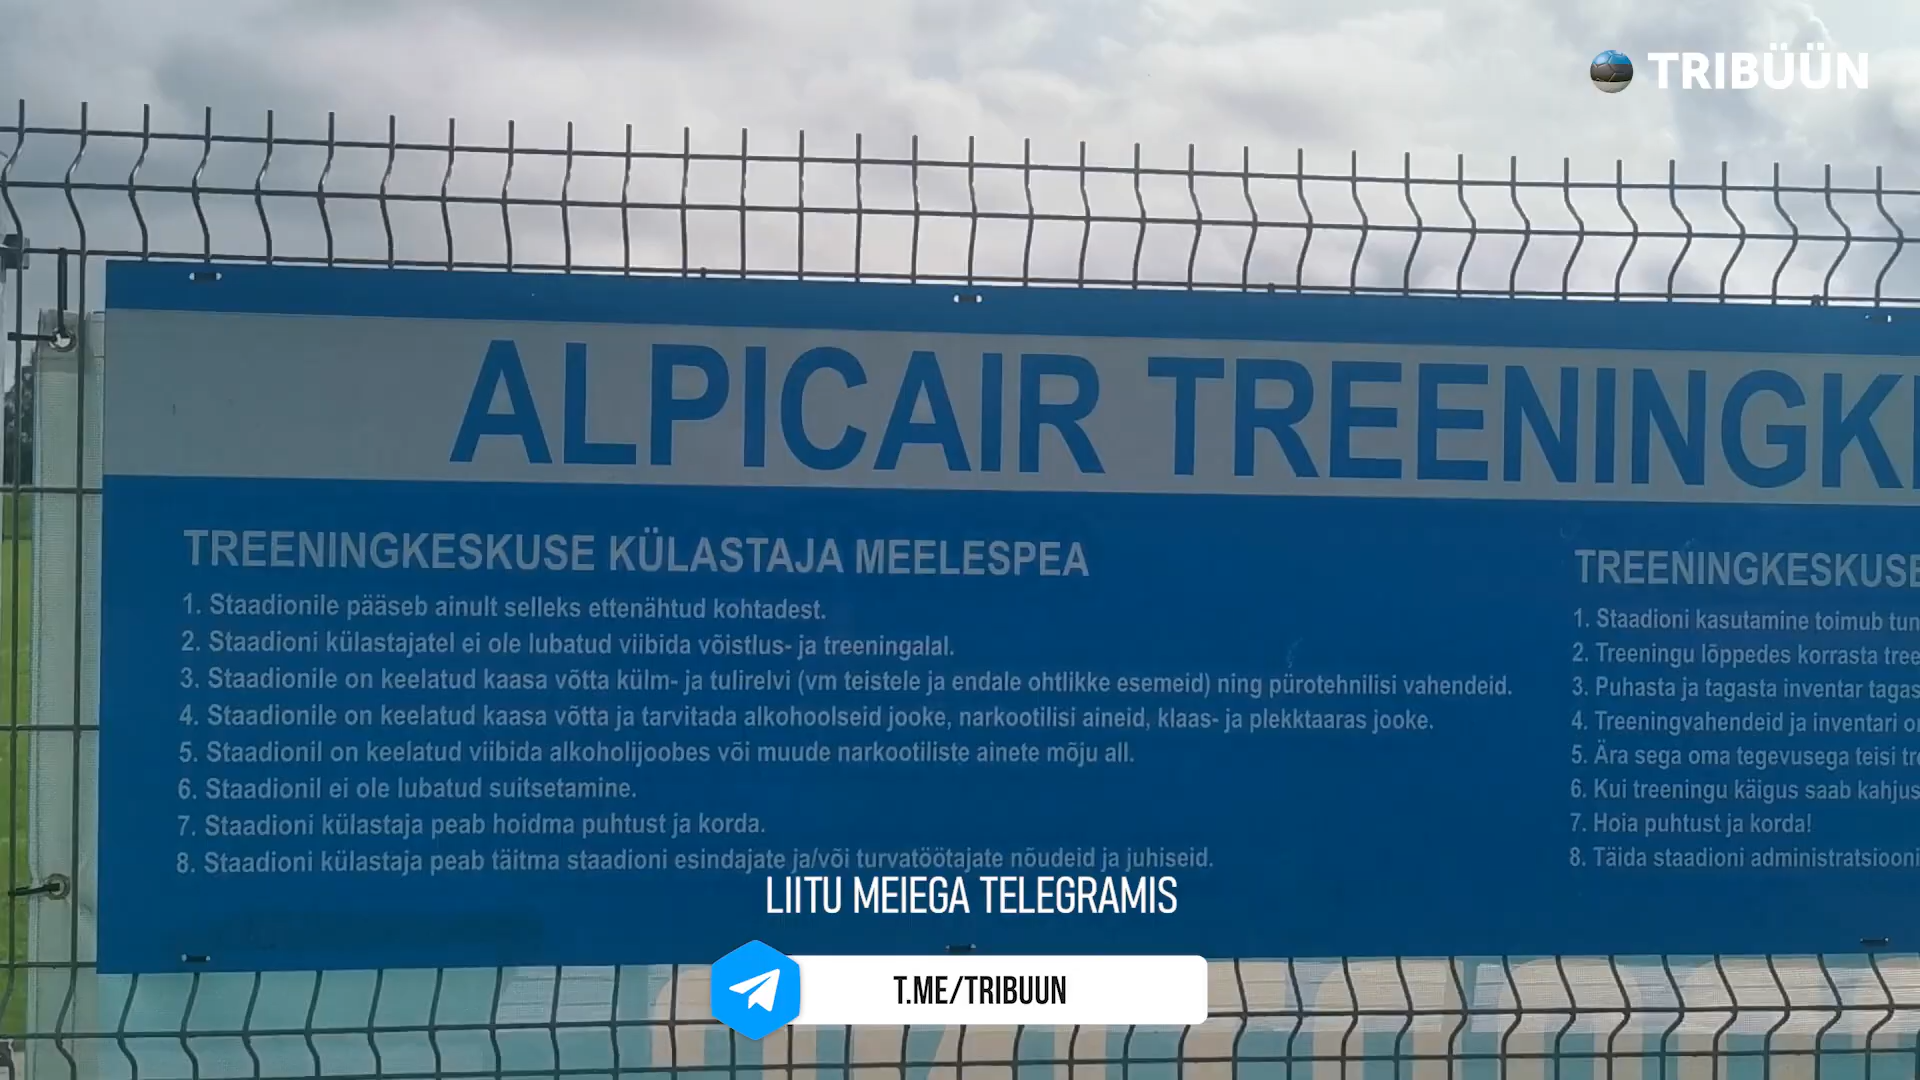 TRIBÜÜN
ALPICAIR
TREENINGKESKUSE KÜLASTAJA MEELESPEA
1. Staadionile pääseb ainult selleks ettenähtud kohtadest.
2. Staadioni külastajatel ei ole lubatud viibida võistlus- ja treeningalal.
3. Staadionile on keelatud kaasa võtta külm- ja tulirelvi (vm teistele ja endale ohtlikke esemeid) ning pürotehnilisi vahendeid.
4. Staadionile on keelatud kaasa võtta ja tarvitada alkohoolseid jooke, narkootilisi aineid, klaas- ja plekktaaras jooke.
5. Staadionil on keelatud viibida alkoholijoobes või muude narkootiliste ainete mõju all.
6. Staadionil ei ole lubatud suitsetamine.
7. Staadioni külastaja peab hoidma puhtust ja korda.
8. Staadioni külastaja peab täitma staadioni esindajate ja/või turvatöötajate nõudeid ja juhiseid.
1. Staadioni kasutamine toimub
2. Treeningu lõppedes korrasta
3. Puhasta ja tagasta inventar
4. Treeningvahendeid ja inventari
5. Ära sega oma tegevusega teisi
6. Kui treeningu käigus saab
7. Hoia puhtust ja korda!
8. Täida staadioni
LIITU MEIEGA TELEGRAMIS
T.ME/TRIBUUN